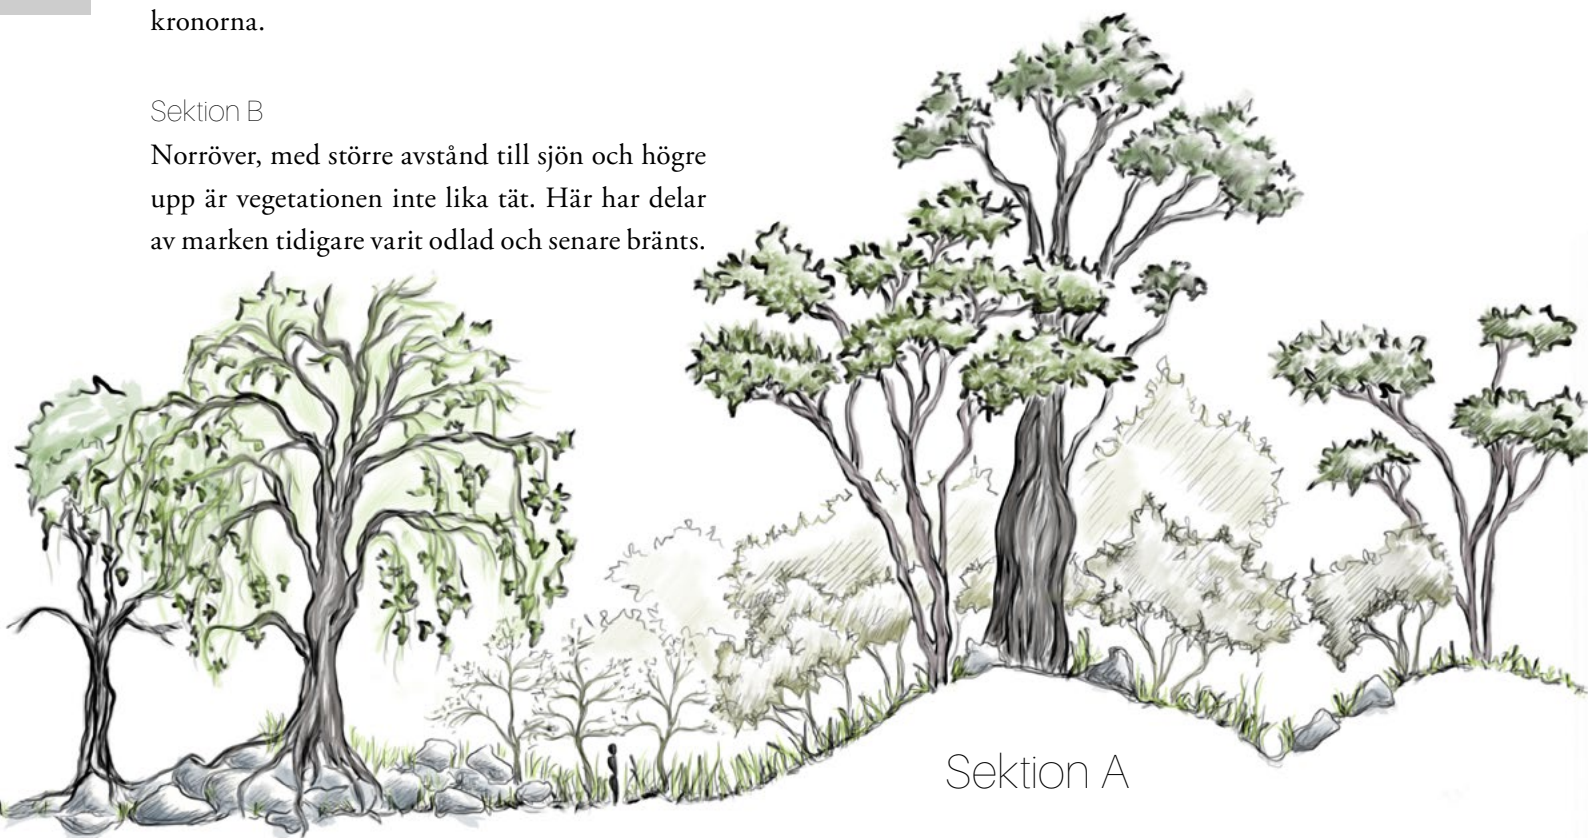 kronorna.
Sektion B
Norröver, med större avstånd till sjön och högre
upp är vegetationen inte lika tät. Här har delar
av marken tidigare varit odlad och senare bränts.
Sektion A